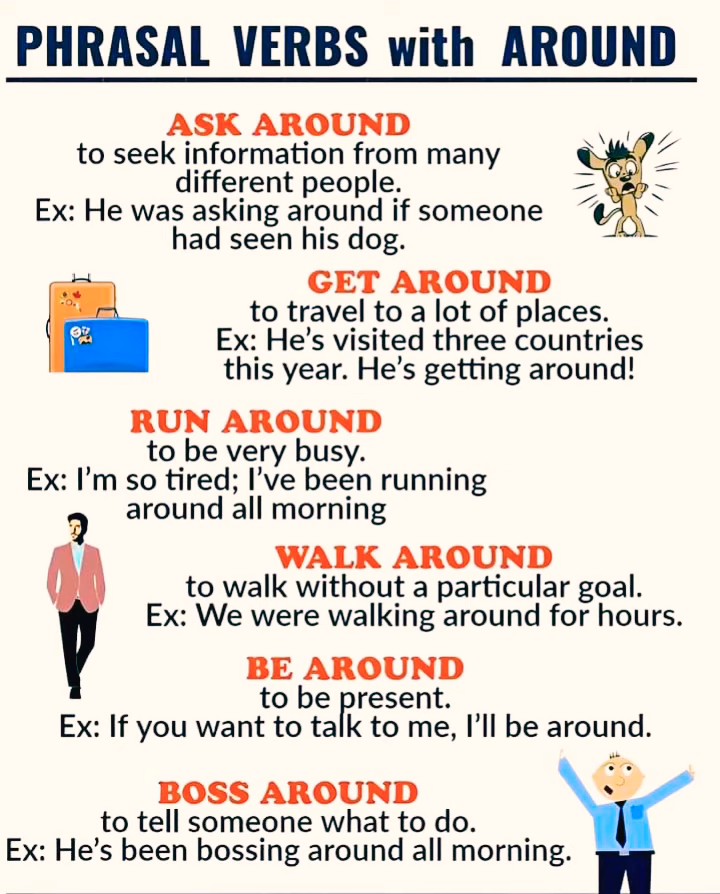 PHRASAL VERBS with AROUND
ASK AROUND
to seek information from many
different people.
Ex: He was asking around if someone
had seen his dog.
GET AROUND
to travel to a lot of places.
Ex: He's visited three countries
this year. He's getting around!
RUN AROUND
to be very busy.
Ex: I'm so tired; I've been running
around all morning
WALK AROUND
to walk without a particular goal.
Ex: We were walking around for hours.
BE AROUND
to be present.
Ex: If you want to talk to me, I'll be around.
BOSS AROUND
to tell someone what to do.
Ex: He's been bossing around all morning.